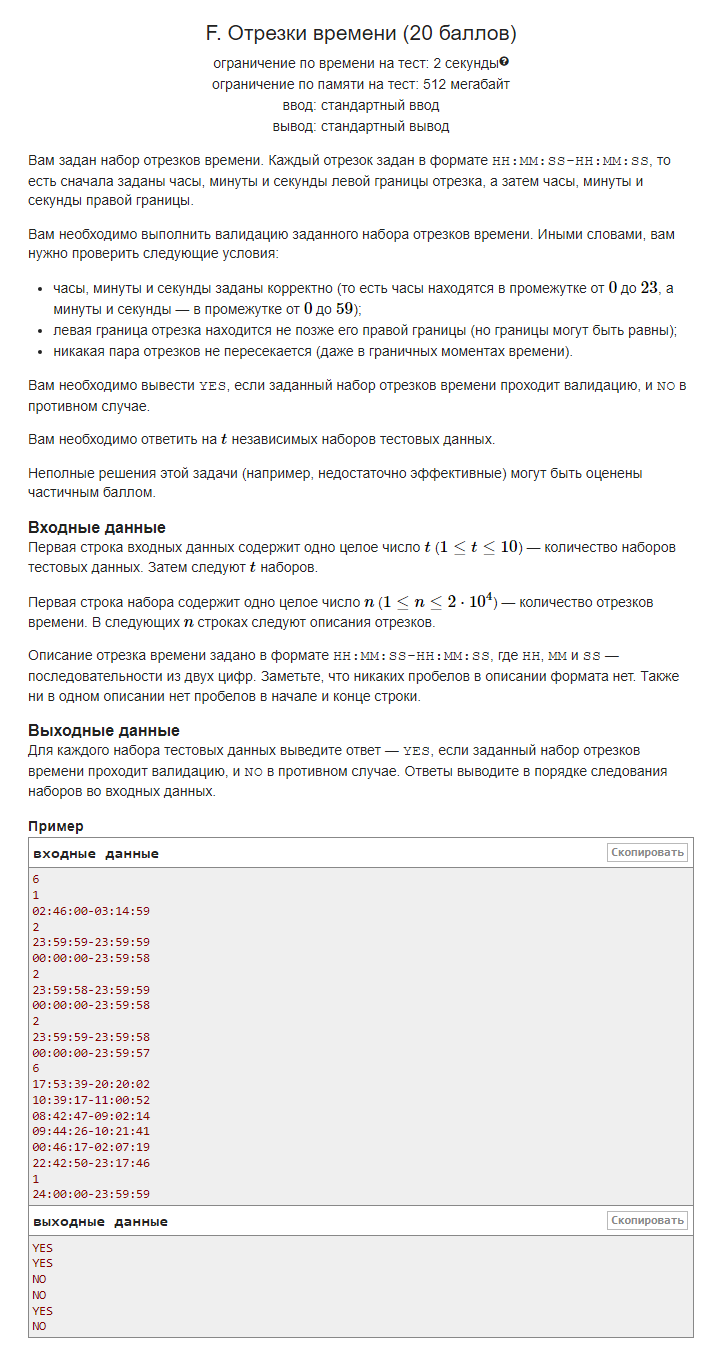 F. Отрезки времени (20 баллов)
ограничение по времени на тест: 2 секунды?
ограничение по памяти на тест: 512 мегабайт
ввод: стандартный ввод
вывод: стандартный вывод
Вам задан набор отрезков времени. Каждый отрезок задан в формате HH:MM:SS-HH:MM:SS, то
есть сначала заданы часы, минуты и секунды левой границы отрезка, а затем часы, минуты и
секунды правой границы.
Вам необходимо выполнить валидацию заданного набора отрезков времени. Иными словами, вам
нужно проверить следующие условия:
• часы, минуты и секунды заданы корректно (то есть часы находятся в промежутке от 0 до 23, а
минуты и секунды — в промежутке от 0 до 59);
• левая граница отрезка находится не позже его правой границы (но границы могут быть равны);
• никакая пара отрезков не пересекается (даже в граничных моментах времени).
Вам необходимо вывести YES, если заданный набор отрезков времени проходит валидацию, и NO в
противном случае.
Вам необходимо ответить на t независимых наборов тестовых данных.
Неполные решения этой задачи (например, недостаточно эффективные) могут быть оценены
частичным баллом.
Входные данные
Первая строка входных данных содержит одно целое число t (1 ≤ t ≤ 10) — количество наборов
тестовых данных. Затем следуют t наборов.
Первая строка набора содержит одно целое число n (1 ≤ n ≤ 2 · 10⁴) — количество отрезков
времени. В следующих n строках следуют описания отрезков.
Описание отрезка времени задано в формате HH:MM:SS-HH:MM:SS, где HH, MM и SS —
последовательности из двух цифр. Заметьте, что никаких пробелов в описании формата нет. Также
ни в одном описании нет пробелов в начале и конце строки.
Выходные данные
Для каждого набора тестовых данных выведите ответ — YES, если заданный набор отрезков
времени проходит валидацию, и NO в противном случае. Ответы выводите в порядке следования
наборов во входных данных.
Пример
входные данные Скопировать
6
1
02:46:00-03:14:59
2
23:59:59-23:59:59
00:00:00-23:59:58
2
23:59:58-23:59:59
00:00:00-23:59:58
2
23:59:59-23:59:58
00:00:00-23:59:57
6
17:53:39-20:20:02
10:39:17-11:00:52
08:42:47-09:02:14
09:44:26-10:21:41
00:46:17-02:07:19
22:42:50-23:17:46
1
24:00:00-23:59:59
выходные данные Скопировать
YES
YES
NO
NO
YES
NO